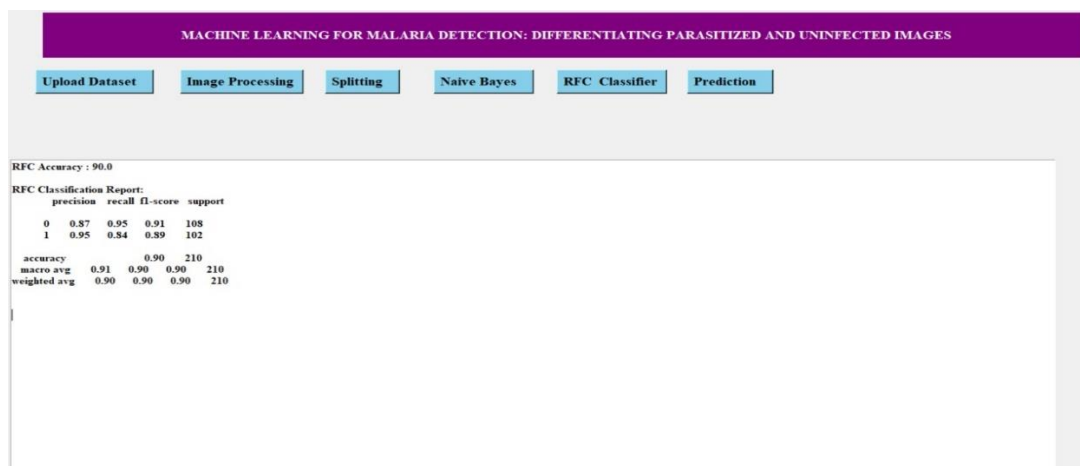 MACHINE LEARNING FOR MALARIA DETECTION: DIFFERENTIATING PARASITIZED AND UNINFECTED IMAGES
Upload Dataset Image Processing Splitting Naive Bayes RFC Classifier Prediction
RFC Accuracy : 90.0
RFC Classification Report:
precision recall f1-score support
0 0.87 0.95 0.91 108
1 0.95 0.84 0.89 102
accuracy 0.90 210
macro avg 0.91 0.90 0.90 210
weighted avg 0.90 0.90 0.90 210